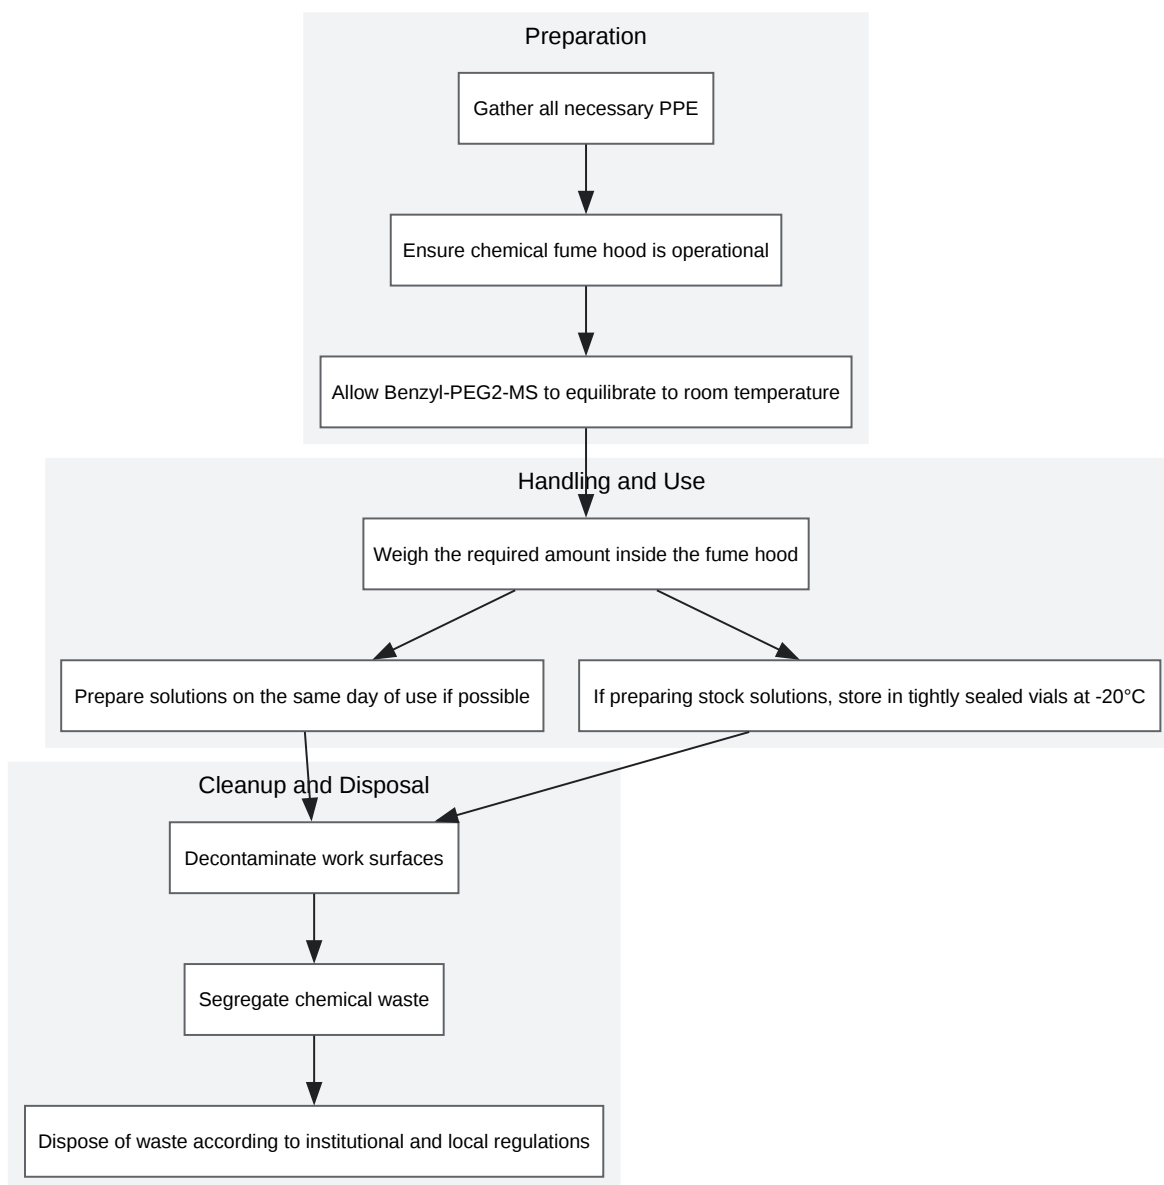 Preparation
Gather all necessary PPE
Ensure chemical fume hood is operational
Allow Benzyl-PEG2-MS to equilibrate to room temperature
Handling and Use
Weigh the required amount inside the fume hood
Prepare solutions on the same day of use if possible
If preparing stock solutions, store in tightly sealed vials at -20°C
Cleanup and Disposal
Decontaminate work surfaces
Segregate chemical waste
Dispose of waste according to institutional and local regulations